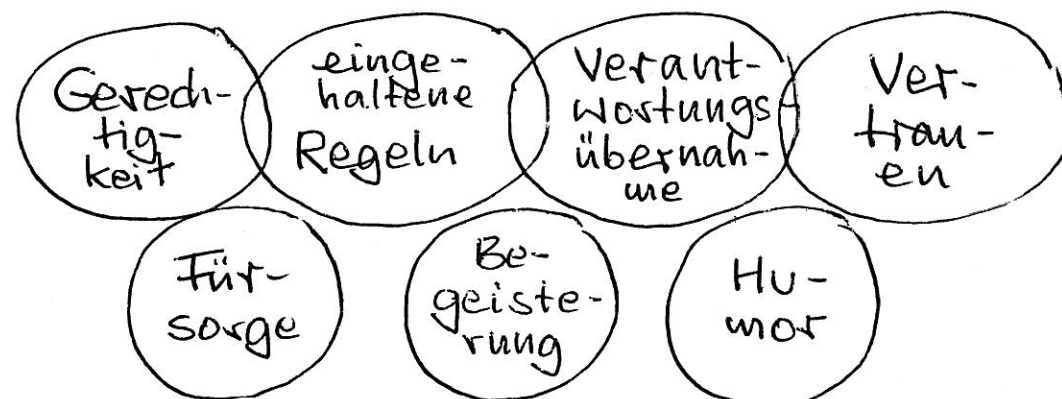 Gerech-
tig-
keit
einge-
haltene
Regeln
Verant-
wortungs-
übernah-
me
Ver-
trau-
en
Für-
sorge
Be-
geiste-
rung
Hu-
mor